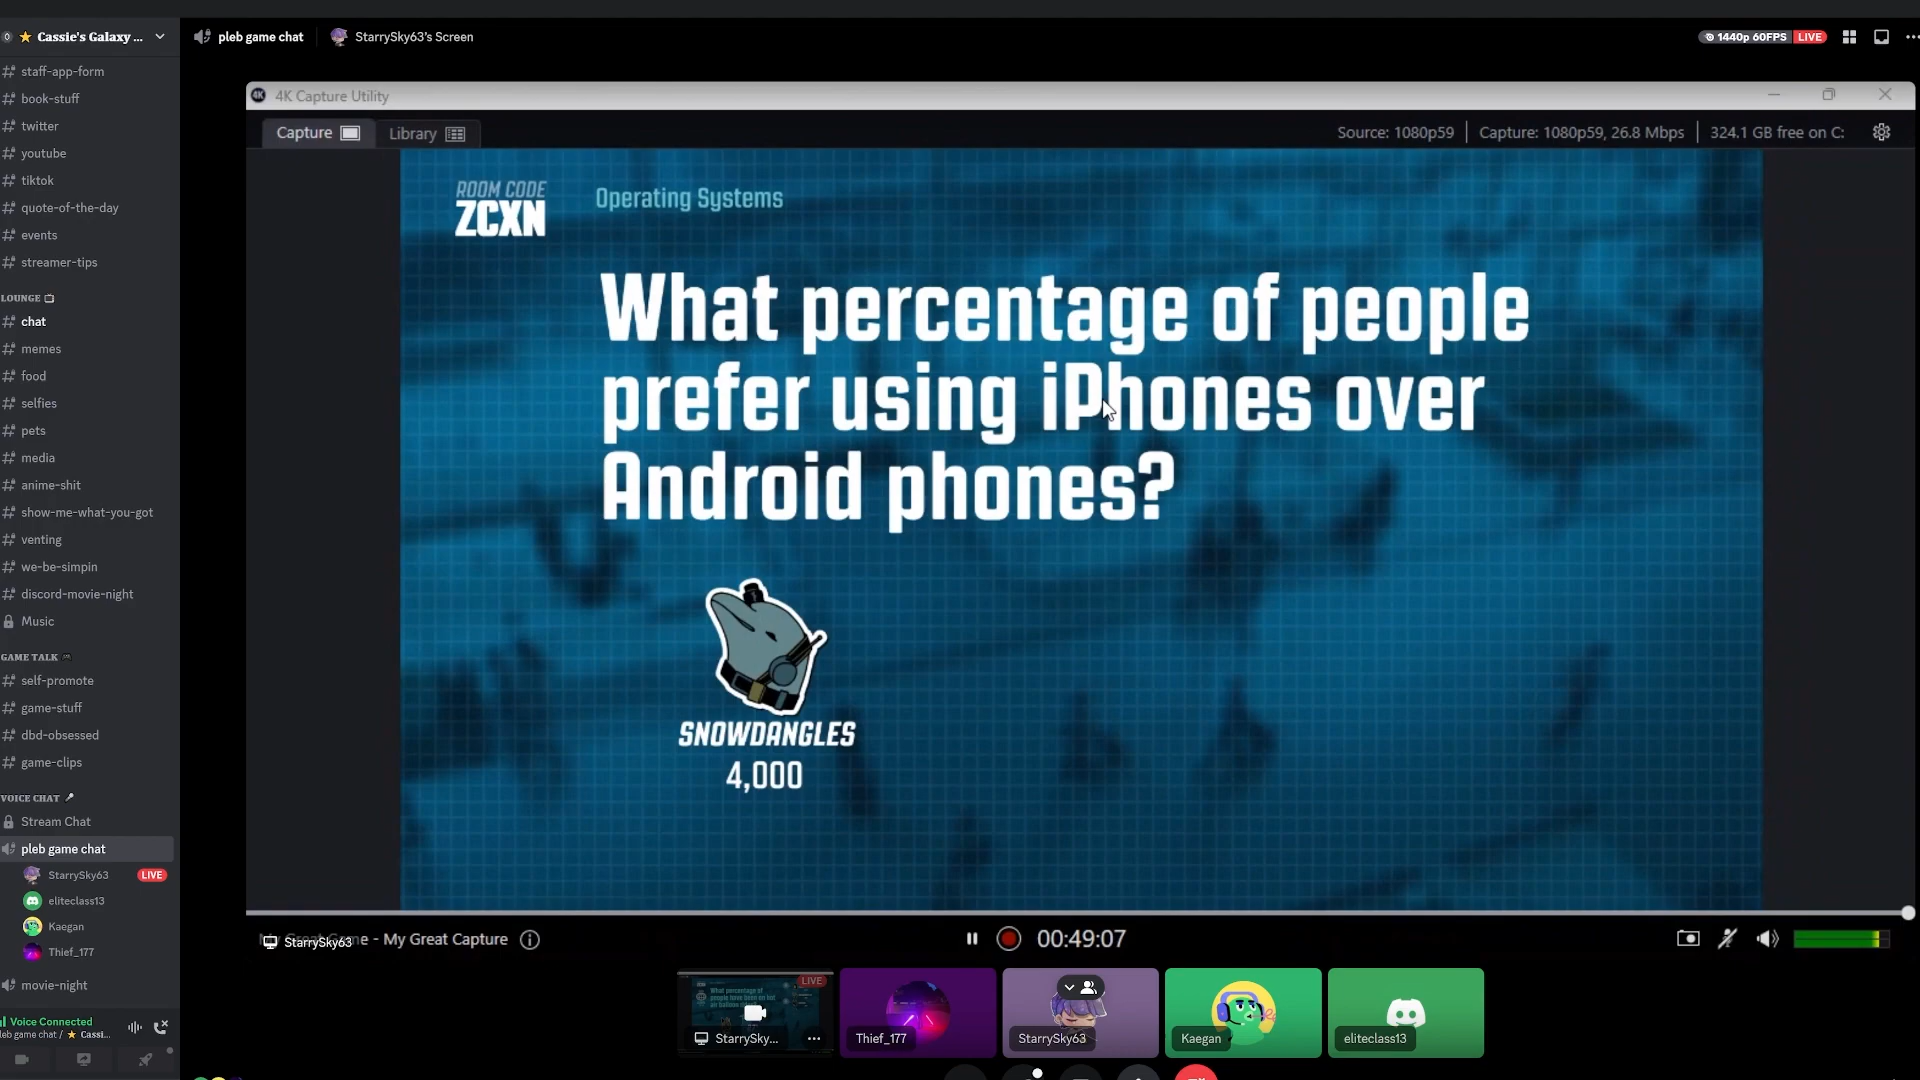 Cassie's Galaxy ...
pleb game chat
StarrySky63's Screen
1440p 60FPS
LIVE
staff-app-form
book-stuff
twitter
youtube
tiktok
quote-of-the-day
events
streamer-tips
LOUNGE
chat
memes
food
selfies
pets
media
anime-shit
show-me-what-you-got
venting
we-be-simpin
discord-movie-night
Music
GAME TALK
self-promote
game-stuff
dbd-obsessed
game-clips
VOICE CHAT
Stream Chat
pleb game chat
StarrySky63
LIVE
eliteclass13
Kaegan
Thief_177
movie-night
Voice Connected
leb game chat / Cassi...
4K
4K Capture Utility
Capture
Library
Source: 1080p59
Capture: 1080p59, 26.8 Mbps
324.1 GB free on C:
ROOM CODE
ZCXN
Operating Systems
What percentage of people
prefer using iPhones over
Android phones?
SNOWDANGLES
4,000
StarrySky63
- My Great Capture
00:49:07
LIVE
StarrySky...
Thief_177
StarrySky63
Kaegan
eliteclass13